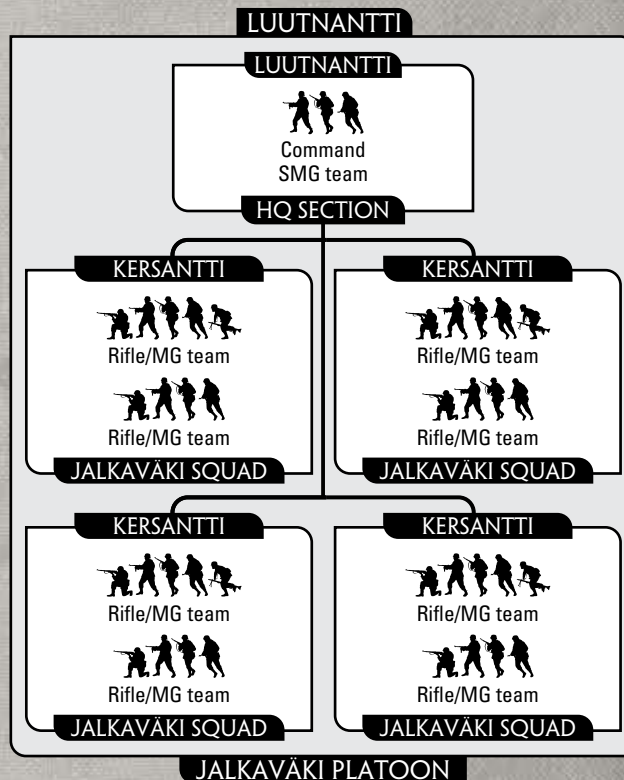 LUUTNANTTI
LUUTNANTTI
Command
SMG team
HQ SECTION
KERSANTTI
Rifle/MG team
Rifle/MG team
JALKAVÄKI SQUAD
KERSANTTI
Rifle/MG team
Rifle/MG team
JALKAVÄKI SQUAD
KERSANTTI
Rifle/MG team
Rifle/MG team
JALKAVÄKI SQUAD
KERSANTTI
Rifle/MG team
Rifle/MG team
JALKAVÄKI SQUAD
JALKAVÄKI PLATOON